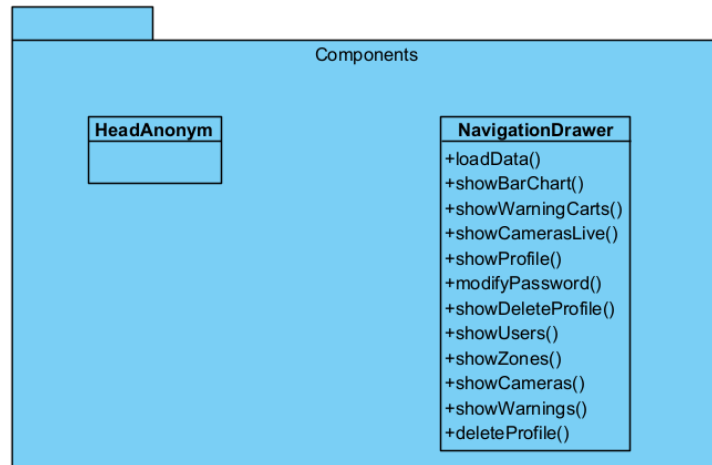 Components
HeadAnonym
NavigationDrawer
+loadData()
+showBarChart()
+showWarningCarts()
+showCamerasLive()
+showProfile()
+modifyPassword()
+showDeleteProfile()
+showUsers()
+showZones()
+showCameras()
+showWarnings()
+deleteProfile()